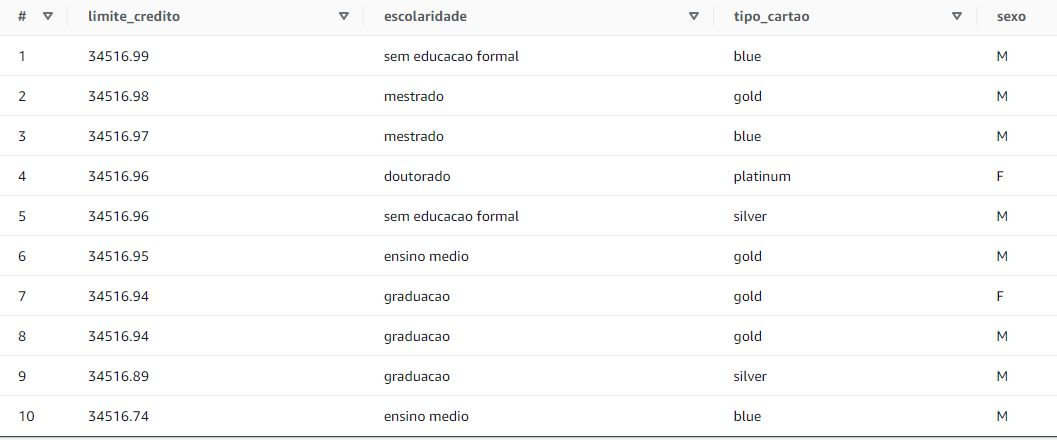 # limite_credito escolaridade tipo_cartao sexo
1 34516.99 sem educacao formal blue M
2 34516.98 mestrado gold M
3 34516.97 mestrado blue M
4 34516.96 doutorado platinum F
5 34516.96 sem educacao formal silver M
6 34516.95 ensino medio gold M
7 34516.94 graduacao gold F
8 34516.94 graduacao gold M
9 34516.89 graduacao silver M
10 34516.74 ensino medio blue M